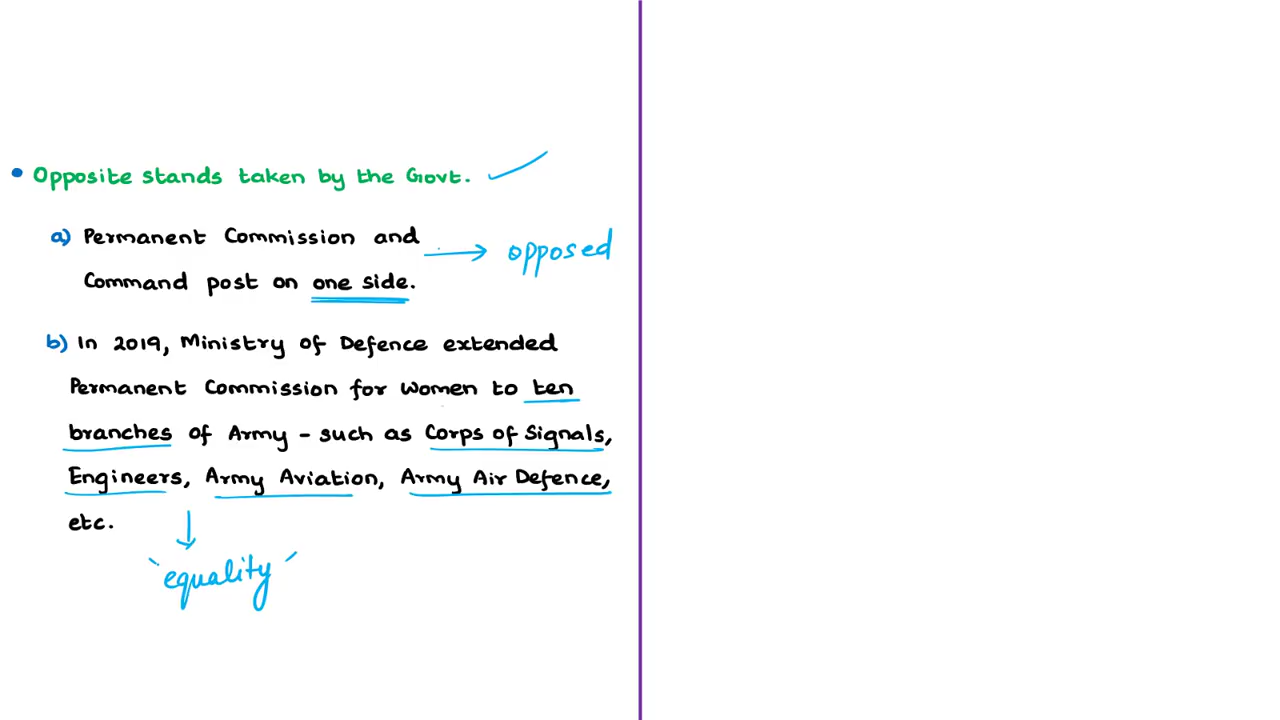 • Opposite stands taken by the Govt.
a) Permanent Commission and
Command post on one side.
→ opposed
b) In 2019, Ministry of Defence extended
Permanent Commission for Women to ten
branches of Army - such as Corps of Signals,
Engineers, Army Aviation, Army Air Defence,
etc.
↓
'equality'